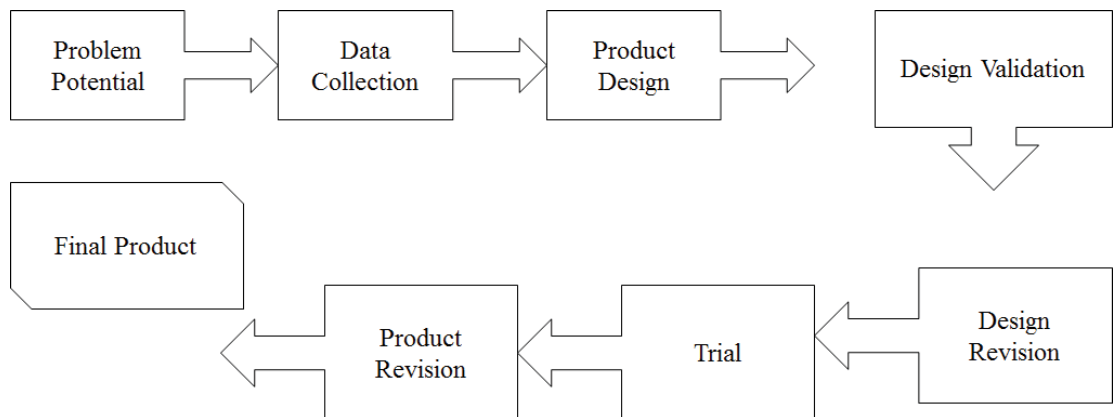 Problem
Potential
Data
Collection
Product
Design
Design Validation
Design
Revision
Trial
Product
Revision
Final Product